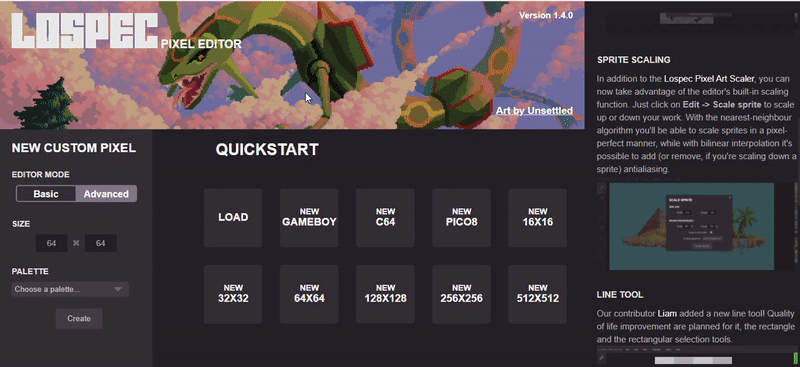 LOSPEC PIXEL EDITOR
Version 1.4.0
Art by Unsettled
NEW CUSTOM PIXEL
EDITOR MODE
Basic Advanced
SIZE
64 × 64
PALETTE
Choose a palette...
Create
QUICKSTART
LOAD
NEW
GAMEBOY
NEW
C64
NEW
PICO8
NEW
16X16
NEW
32X32
NEW
64X64
NEW
128X128
NEW
256X256
NEW
512X512
SPRITE SCALING
In addition to the Lospec Pixel Art Scaler, you can
now take advantage of the editor's built-in scaling
function. Just click on Edit -> Scale sprite to scale
up or down your work. With the nearest-neighbour
algorithm you'll be able to scale sprites in a pixel-
perfect manner, while with bilinear interpolation it's
possible to add (or remove, if you're scaling down a
sprite) antialiasing.
SCALE SPRITE
LINE TOOL
Our contributor Liam added a new line tool! Quality
of life improvement are planned for it, the rectangle
and the rectangular selection tools.